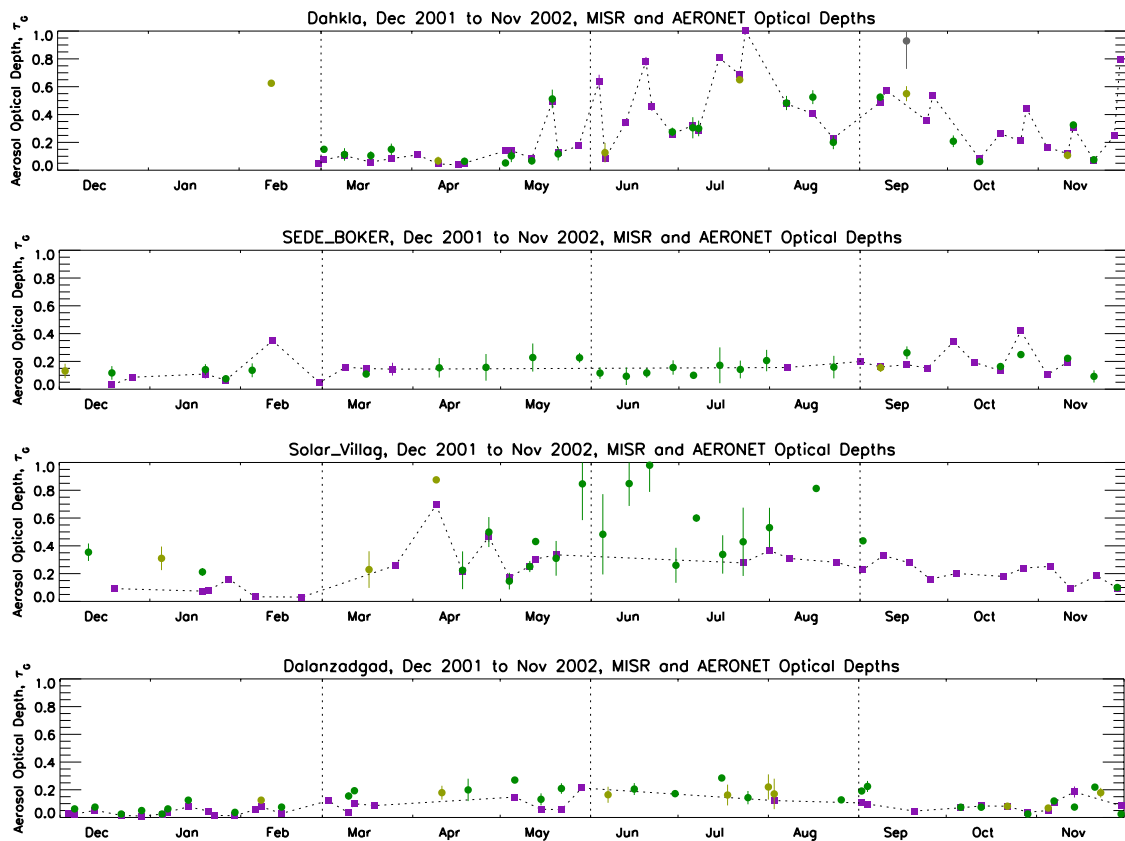 Dahkla, Dec 2001 to Nov 2002, MISR and AERONET Optical Depths
Aerosol Optical Depth, τ_G
1.0
0.8
0.6
0.4
0.2
0.0
Dec Jan Feb Mar Apr May Jun Jul Aug Sep Oct Nov
SEDE_BOKER, Dec 2001 to Nov 2002, MISR and AERONET Optical Depths
Aerosol Optical Depth, τ_G
1.0
0.8
0.6
0.4
0.2
0.0
Dec Jan Feb Mar Apr May Jun Jul Aug Sep Oct Nov
Solar_Villag, Dec 2001 to Nov 2002, MISR and AERONET Optical Depths
Aerosol Optical Depth, τ_G
1.0
0.8
0.6
0.4
0.2
0.0
Dec Jan Feb Mar Apr May Jun Jul Aug Sep Oct Nov
Dalanzadgad, Dec 2001 to Nov 2002, MISR and AERONET Optical Depths
Aerosol Optical Depth, τ_G
1.0
0.8
0.6
0.4
0.2
0.0
Dec Jan Feb Mar Apr May Jun Jul Aug Sep Oct Nov